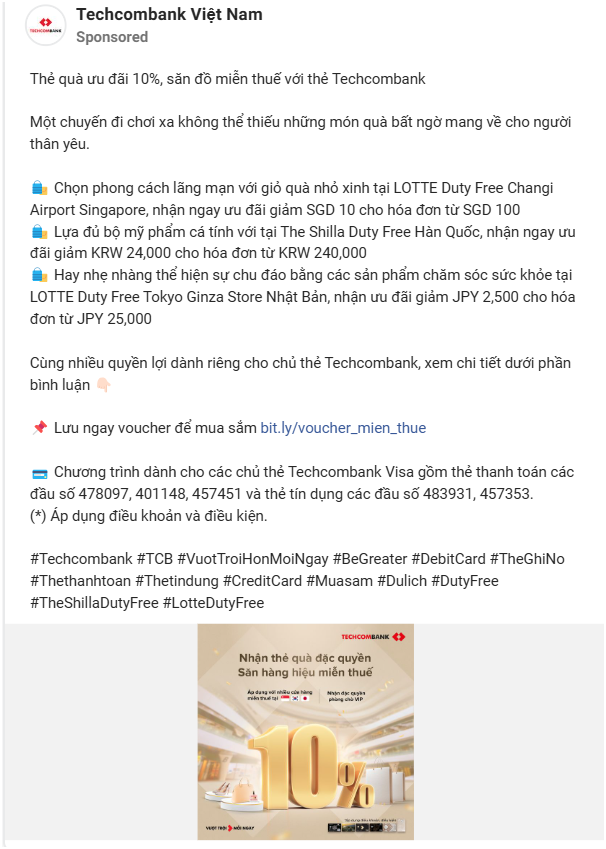 TECHCOMBANK
Techcombank Việt Nam
Sponsored
Thẻ quà ưu đãi 10%, săn đồ miễn thuế với thẻ Techcombank
Một chuyến đi chơi xa không thể thiếu những món quà bất ngờ mang về cho người
thân yêu.
🛍️ Chọn phong cách lãng mạn với giỏ quà nhỏ xinh tại LOTTE Duty Free Changi
Airport Singapore, nhận ngay ưu đãi giảm SGD 10 cho hóa đơn từ SGD 100
🛍️ Lựa đủ bộ mỹ phẩm cá tính với tại The Shilla Duty Free Hàn Quốc, nhận ngay ưu
đãi giảm KRW 24,000 cho hóa đơn từ KRW 240,000
🛍️ Hay nhẹ nhàng thể hiện sự chu đáo bằng các sản phẩm chăm sóc sức khỏe tại
LOTTE Duty Free Tokyo Ginza Store Nhật Bản, nhận ưu đãi giảm JPY 2,500 cho hóa
đơn từ JPY 25,000
Cùng nhiều quyền lợi dành riêng cho chủ thẻ Techcombank, xem chi tiết dưới phần
bình luận 👇🏻
📌 Lưu ngay voucher để mua sắm bit.ly/voucher_mien_thue
💳 Chương trình dành cho các chủ thẻ Techcombank Visa gồm thẻ thanh toán các
đầu số 478097, 401148, 457451 và thẻ tín dụng các đầu số 483931, 457353.
(*) Áp dụng điều khoản và điều kiện.
#Techcombank #TCB #VuotTroiHonMoiNgay #BeGreater #DebitCard #TheGhiNo
#Thethanhtoan #Thetindung #CreditCard #Muasam #Dulich #DutyFree
#TheShillaDutyFree #LotteDutyFree
TECHCOMBANK
Nhận thẻ quà đặc quyền
Săn hàng hiệu miễn thuế
Áp dụng với nhiều cửa hàng
miễn thuế tại
Nhận đặc quyền
phòng chờ VIP
10%
VƯỢT TRỘI MỖI NGAY